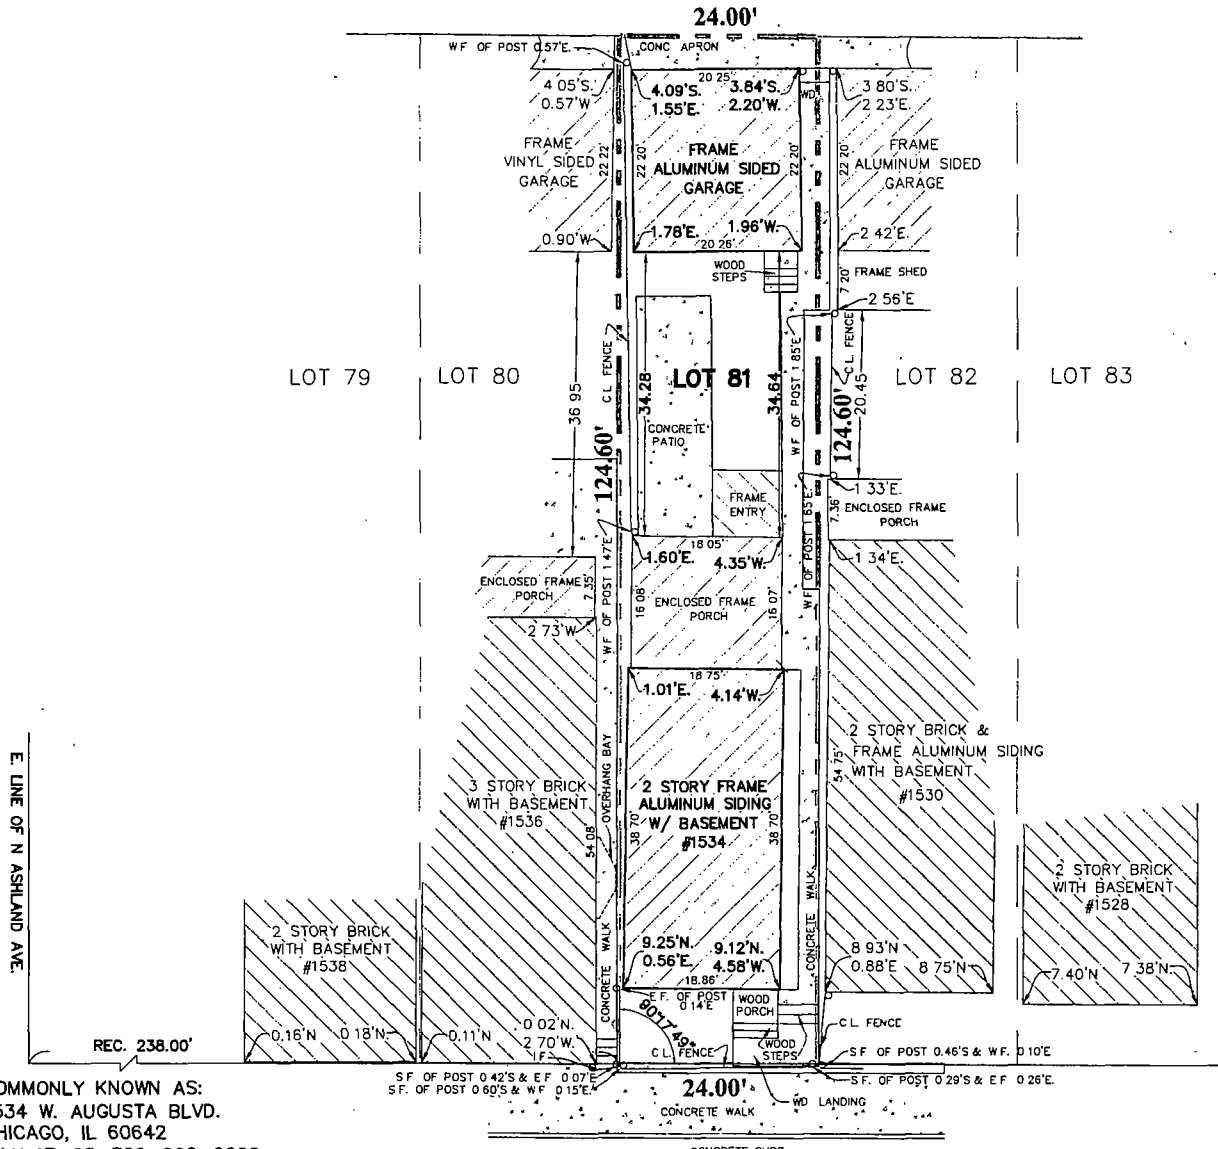 24.00'
W F OF POST 0.57'E.
CONC APRON
4 05'S.
0.57'W
20 25'
4.09'S.
1.55'E.
3.84'S.
2.20'W.
WD.
3 80'S.
2 23'E.
FRAME
VINYL SIDED
GARAGE
22 22'
22 20'
FRAME
ALUMINUM SIDED
GARAGE
22 20'
22 20'
FRAME
ALUMINUM SIDED
GARAGE
0.90'W
1.78'E.
1.96'W.
20 26'
2 42'E.
WOOD
STEPS
7 20'
FRAME SHED
2 56'E
LOT 79
LOT 80
LOT 81
LOT 82
LOT 83
36 95
C L FENCE
34.28
34.64
W F OF POST 1 85'E
C L FENCE
20.45
124.60'
124.60'
CONCRETE
PATIO
FRAME
ENTRY
1 33'E.
7.36'
ENCLOSED FRAME
PORCH
W F OF POST 1 65'E.
18 05'
1.60'E.
4.35'W.
1 34'E.
W F OF POST 1 47'E
ENCLOSED FRAME
PORCH
7 35'
2 73'W
16 08'
ENCLOSED FRAME
PORCH
16 07'
18 75'
1.01'E.
4.14'W.
E. LINE OF N ASHLAND AVE.
3 STORY BRICK
WITH BASEMENT
#1536
54 08'
OVERHANG BAY
2 STORY FRAME
ALUMINUM SIDING
W/ BASEMENT
#1534
38 70'
38 70'
2 STORY BRICK &
FRAME ALUMINUM SIDING
WITH BASEMENT
#1530
54 75'
2 STORY BRICK
WITH BASEMENT
#1528
2 STORY BRICK
WITH BASEMENT
#1538
CONCRETE WALK
CONCRETE WALK
9.25'N.
0.56'E.
9.12'N.
4.58'W.
18.86'
8 93'N
0.88'E
8 75'N
7.40'N
7 38'N
E F. OF POST
0 14'E
WOOD
PORCH
90°17'49"
C L. FENCE
WOOD
STEPS
C L. FENCE
0.16'N
0 18'N
0.11'N
0 02'N.
2 70'W.
I F
REC. 238.00'
S F OF POST 0.46'S & W F. 0 10'E
S F. OF POST 0 42'S & E F 0 07'E
S F. OF POST 0 60'S & W F 0 15'E.
S F. OF POST 0 29'S & E F 0 26'E.
24.00'
WD LANDING
CONCRETE WALK
OMMONLY KNOWN AS:
534 W. AUGUSTA BLVD.
HICAGO, IL 60642